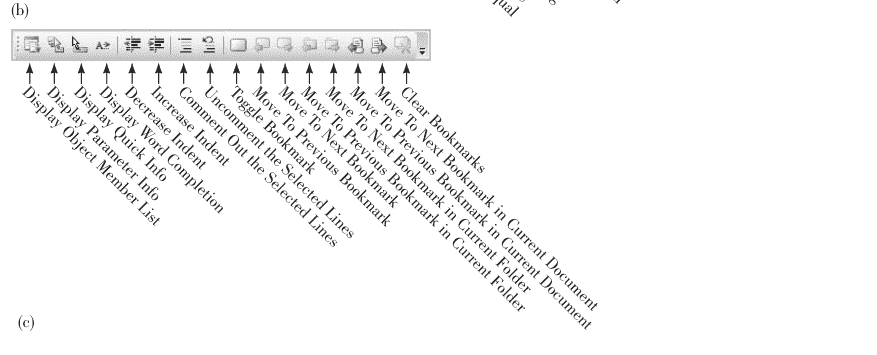 (b)
qual
A
Display Object Member List
Display Parameter Info
Display Quick Info
Display Word Completion
Decrease Indent
Increase Indent
Comment Out the Selected Lines
Uncomment the Selected Lines
Toggle Bookmark
Move To Previous Bookmark
Move To Next Bookmark
Move To Previous Bookmark in Current Folder
Move To Next Bookmark in Current Folder
Move To Previous Bookmark in Current Document
Move To Next Bookmark in Current Document
Clear Bookmarks
(c)